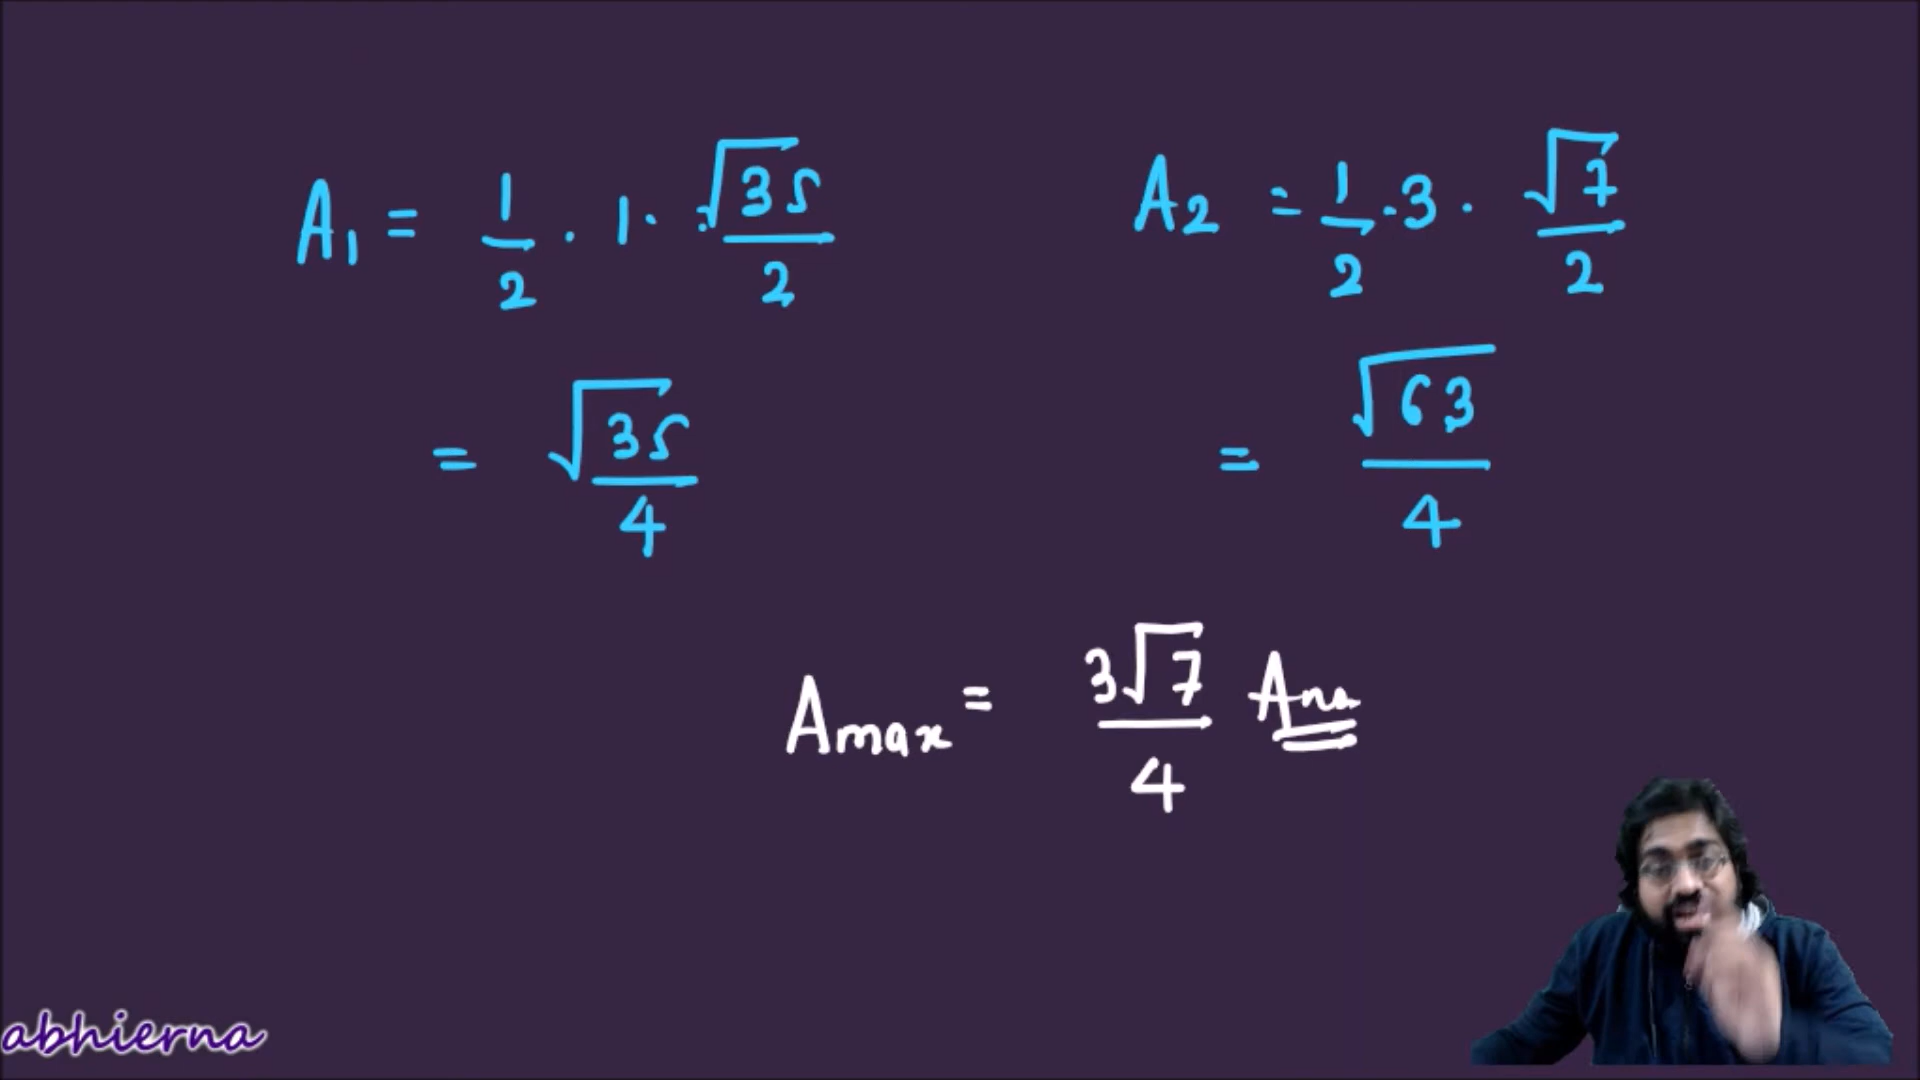 A₁ = 1/2 · 1 · √35/2
= √35/4
A₂ = 1/2 · 3 · √7/2
= √63/4
Amax = 3√7/4 Ans
abhierna